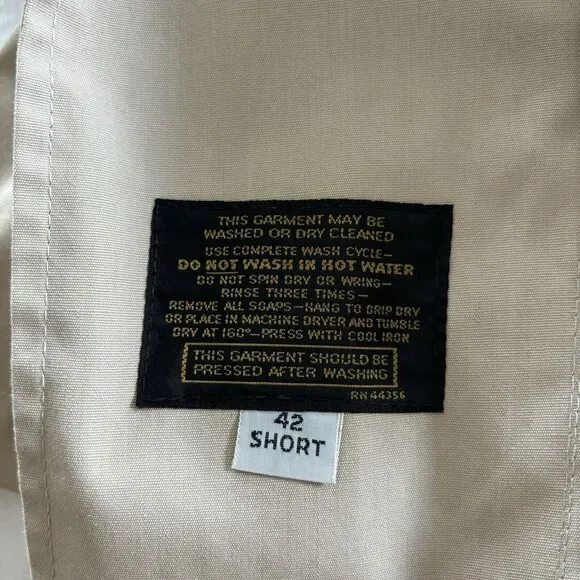 THIS GARMENT MAY BE
WASHED OR DRY CLEANED
USE COMPLETE WASH CYCLE—
DO NOT WASH IN HOT WATER
DO NOT SPIN DRY OR WRING—
RINSE THREE TIMES—
REMOVE ALL SOAPS—HANG TO DRIP DRY
OR PLACE IN MACHINE DRYER AND TUMBLE
DRY AT 160°—PRESS WITH COOL IRON
THIS GARMENT SHOULD BE
PRESSED AFTER WASHING
RN 44356
42
SHORT